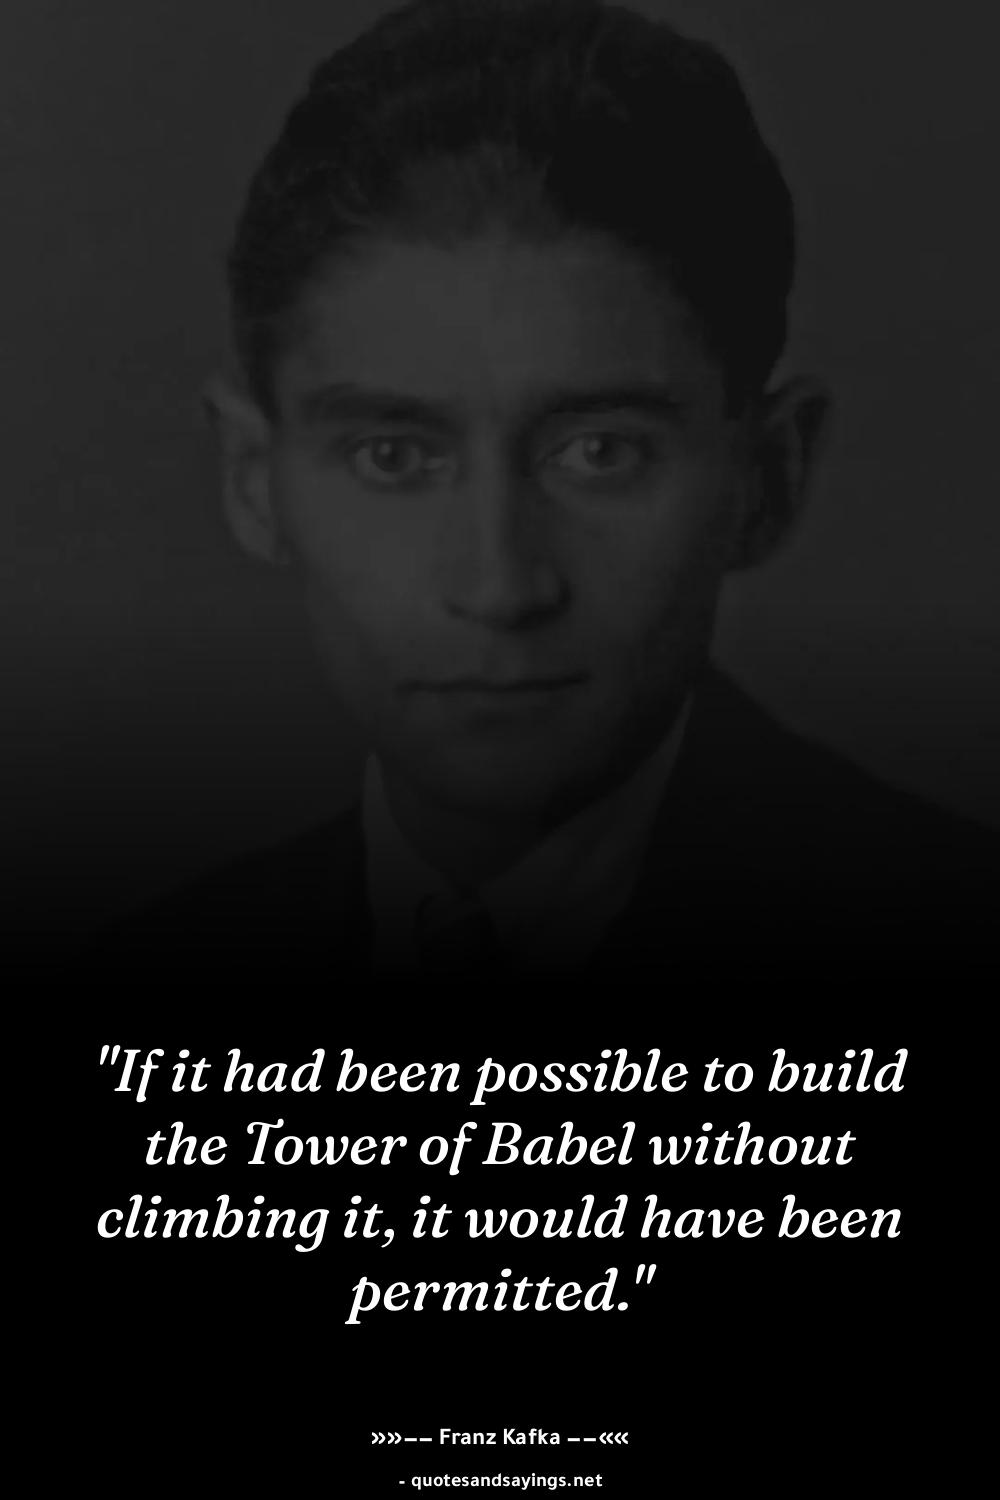 "If it had been possible to build
the Tower of Babel without
climbing it, it would have been
permitted."
»»–– Franz Kafka ––««
- quotesandsayings.net